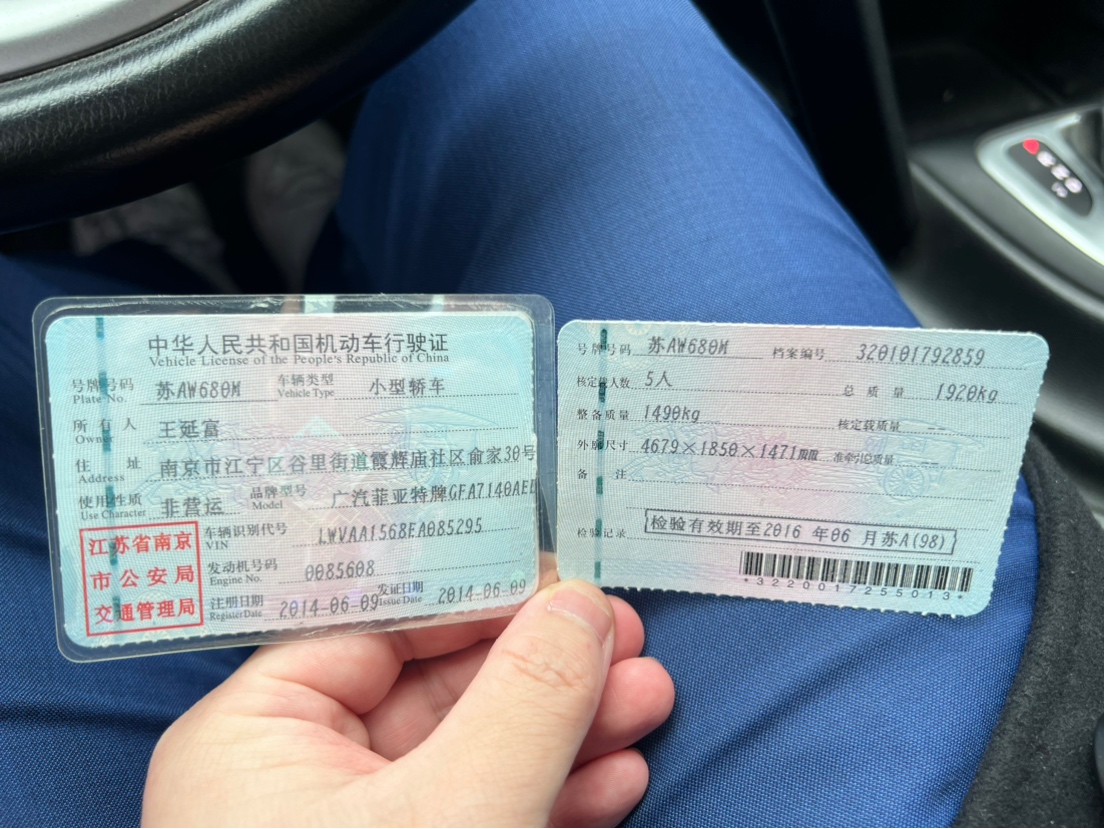 中华人民共和国机动车行驶证
Vehicle License of the People's Republic of China
号牌号码 苏AW680M 车辆类型 小型轿车
Plate No. Vehicle Type
所有人 王延富
Owner
住址 南京市江宁区谷里街道霞辉庙社区俞家30号
Address
使用性质 非营运 品牌型号 广汽菲亚特牌GFA7140AE
Use Character Model
江苏省南京
市公安局
交通管理局
车辆识别代号 LWVAA1568EA085295
VIN
发动机号码 0085608
Engine No.
注册日期 2014-06-09 发证日期 2014-06-09
Register Date Issue Date
号牌号码 苏AW680M 档案编号 320101792859
核定载人数 5人 总质量 1920kg
整备质量 1490kg 核定载质量 --
外廓尺寸 4679×1850×1471mm 准牵引总质量 --
备注
检验记录 检验有效期至2016 年06 月苏A(98)
*3220017255013*